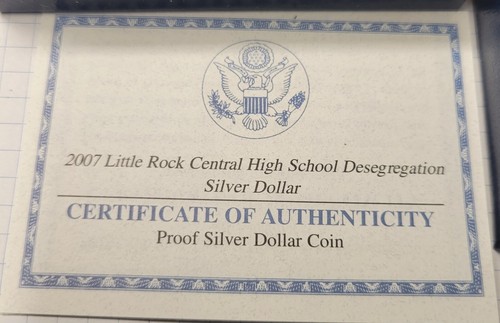 2007 Little Rock Central High School Desegregation
Silver Dollar
CERTIFICATE OF AUTHENTICITY
Proof Silver Dollar Coin